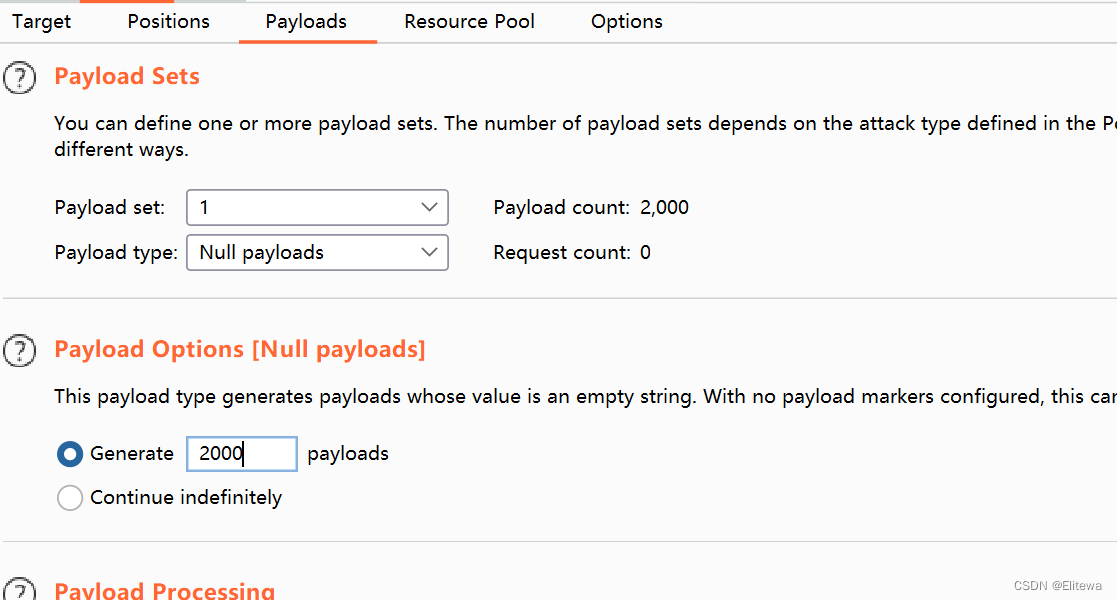 Target Positions Payloads Resource Pool Options
? Payload Sets
You can define one or more payload sets. The number of payload sets depends on the attack type defined in the
different ways.
Payload set: 1 Payload count: 2,000
Payload type: Null payloads Request count: 0
? Payload Options [Null payloads]
This payload type generates payloads whose value is an empty string. With no payload markers configured, this
Generate 2000 payloads
Continue indefinitely
? Payload Processing
CSDN @Elitewa